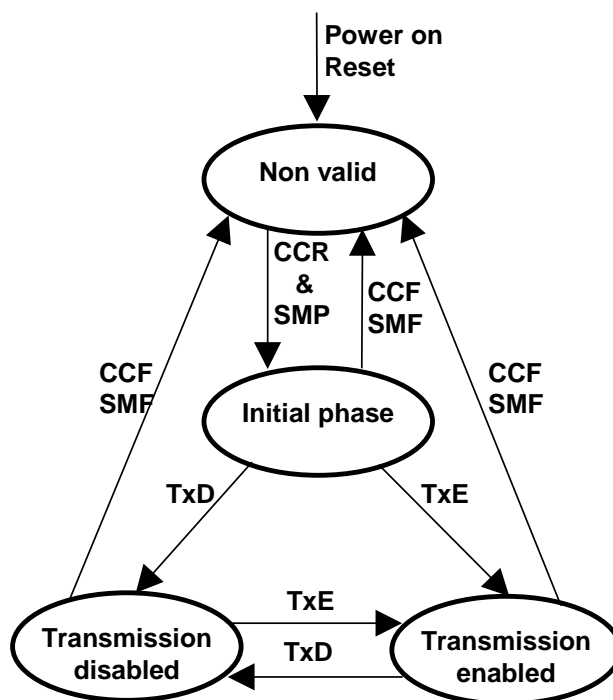 Power on
Reset
Non valid
CCR
&
SMP
CCF
SMF
CCF
SMF
CCF
SMF
Initial phase
TxD
TxE
TxE
Transmission
disabled
TxD
Transmission
enabled